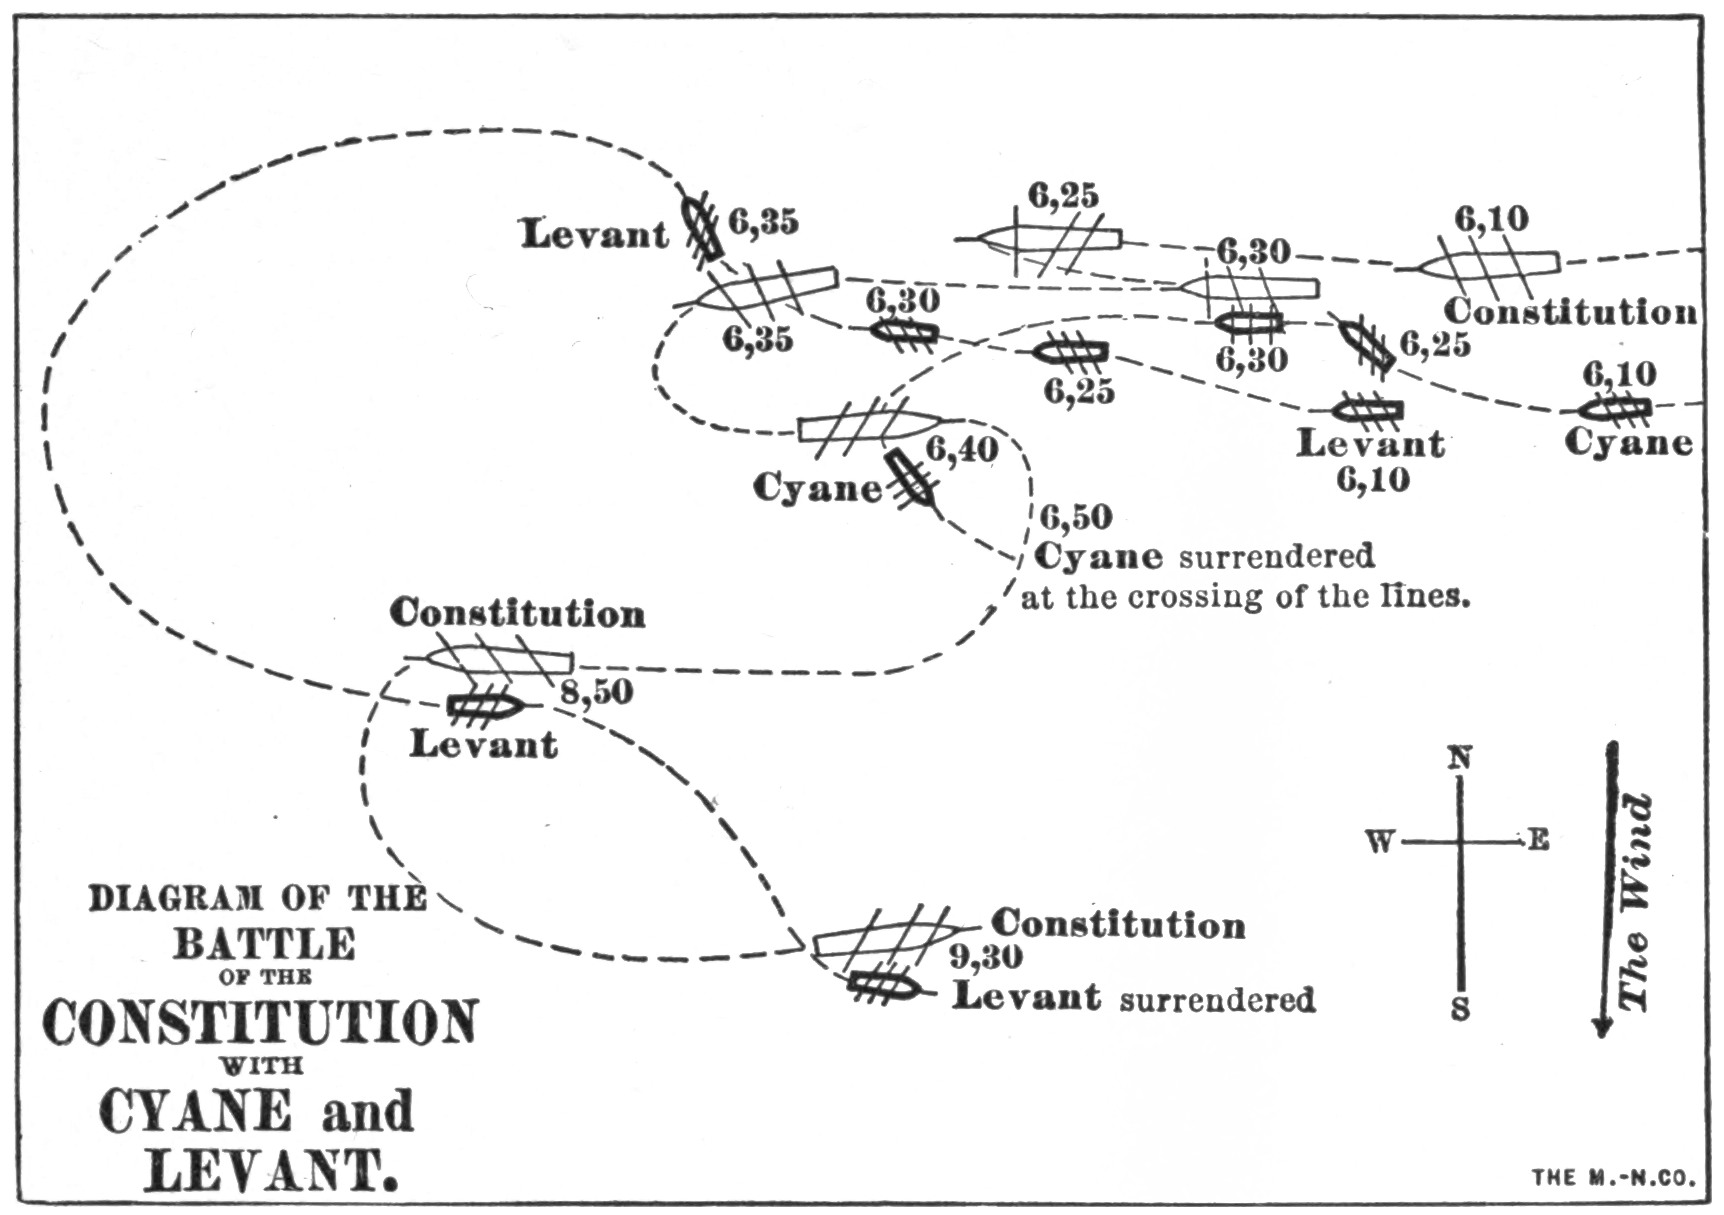 6,25
6,10
Levant
6,35
6,30
Constitution
6,30
6,35
6,30
6,25
6,25
6,10
Levant
6,10
Cyane
6,40
Cyane
6,50
Cyane surrendered
at the crossing of the lines.
Constitution
8,50
Levant
N
W
E
S
The Wind
DIAGRAM OF THE
BATTLE
OF THE
CONSTITUTION
WITH
CYANE and
LEVANT.
Constitution
9,30
Levant surrendered
THE M.-N.CO.